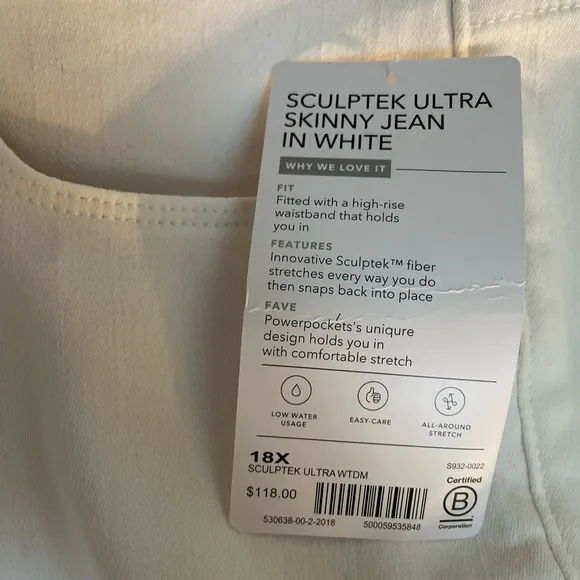 SCULPTEK ULTRA
SKINNY JEAN
IN WHITE
WHY WE LOVE IT
FIT
Fitted with a high-rise
waistband that holds
you in
FEATURES
Innovative Sculptek™ fiber
stretches every way you do
then snaps back into place
FAVE
Powerpockets's uniqure
design holds you in
with comfortable stretch
LOW WATER
USAGE
EASY-CARE
ALL-AROUND
STRETCH
18X
SCULPTEK ULTRA WTDM
S932-0022
$118.00
530638-00-2-2018
500059535848
Certified
B
Corporation